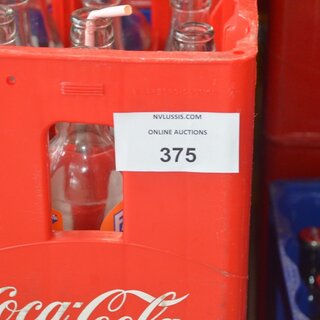 NVLUSSIS.COM
ONLINE AUCTIONS
375
Coca-Cola